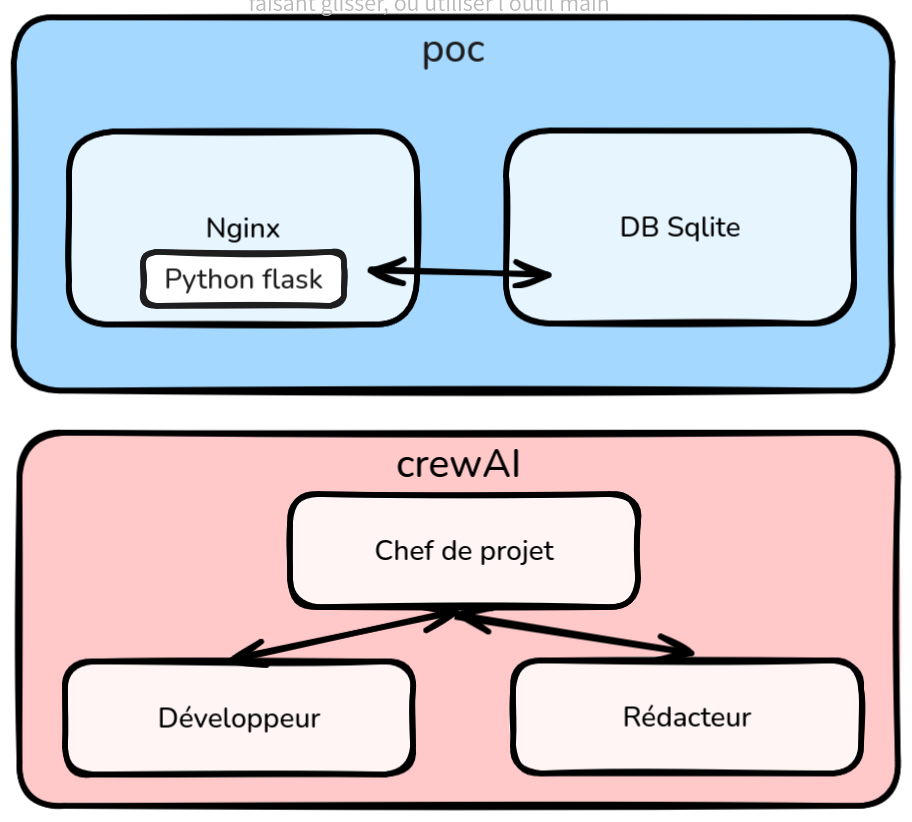 faisant glisser, ou utiliser l'outil main
poc
Nginx
DB Sqlite
Python flask
crewAI
Chef de projet
Développeur
Rédacteur